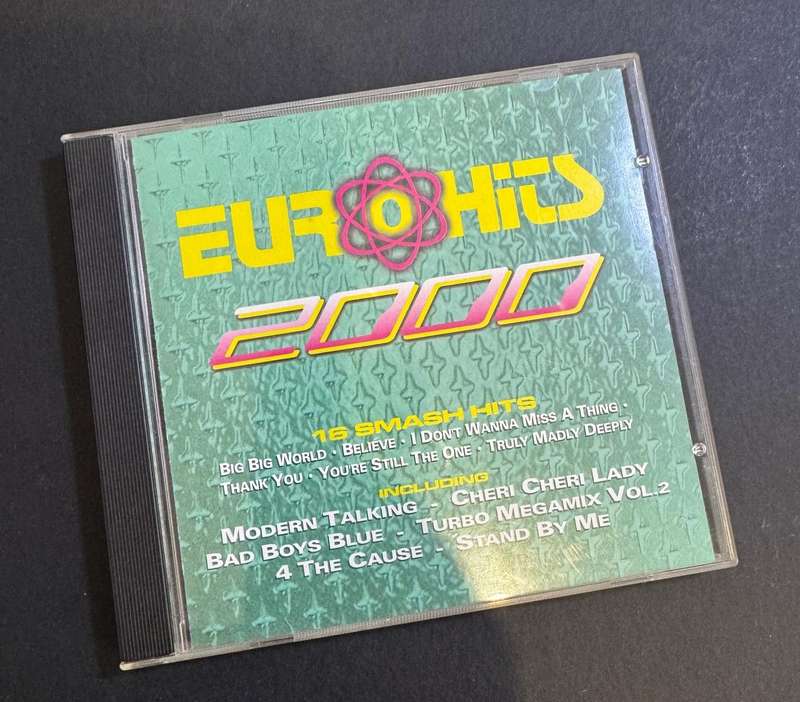 EUROHiTS
2000
16 SMASH HITS
BIG BIG WORLD · BELIÉVE · I DON'T WANNA MISS A THING ·
THANK YOU · YOU'RE STILL THE ONE · TRULY MADLY DEEPLY
INCLUDING
MODERN TALKING - CHERI CHERI LADY
BAD BOYS BLUE - TURBO MEGAMIX VOL.2
4 THE CAUSE - STAND BY ME